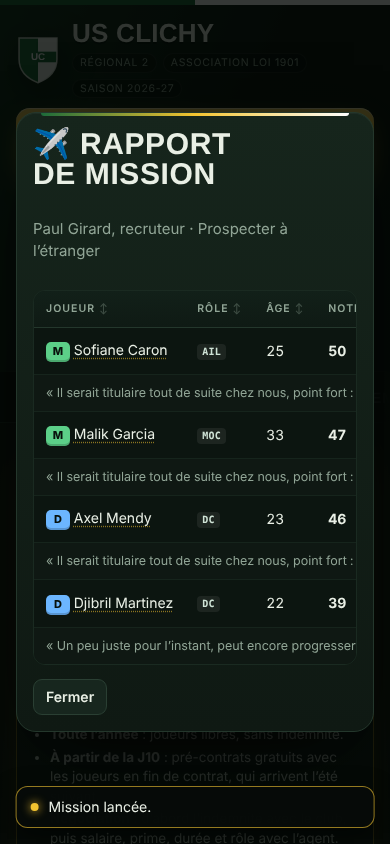 US CLICHY
UC
RÉGIONAL 2
ASSOCIATION LOI 1901
SAISON 2026-27
✈️ RAPPORT
DE MISSION
Paul Girard, recruteur · Prospecter à
l’étranger
JOUEUR ↕ RÔLE ↕ ÂGE ↕ NOT
M Sofiane Caron AIL 25 50
« Il serait titulaire tout de suite chez nous, point fort :
M Malik Garcia MOC 33 47
« Il serait titulaire tout de suite chez nous, point fort :
D Axel Mendy DC 23 46
« Il serait titulaire tout de suite chez nous, point fort :
D Djibril Martinez DC 22 39
« Un peu juste pour l’instant, peut encore progresser
Fermer
• Toute l’année : joueurs libres, sans indemnité.
• À partir de la J10 : pré-contrats gratuits avec
les joueurs en fin de contrat, qui arrivent l’été
Mission lancée.
puis salaire, prime, durée et rôle avec l’agent.